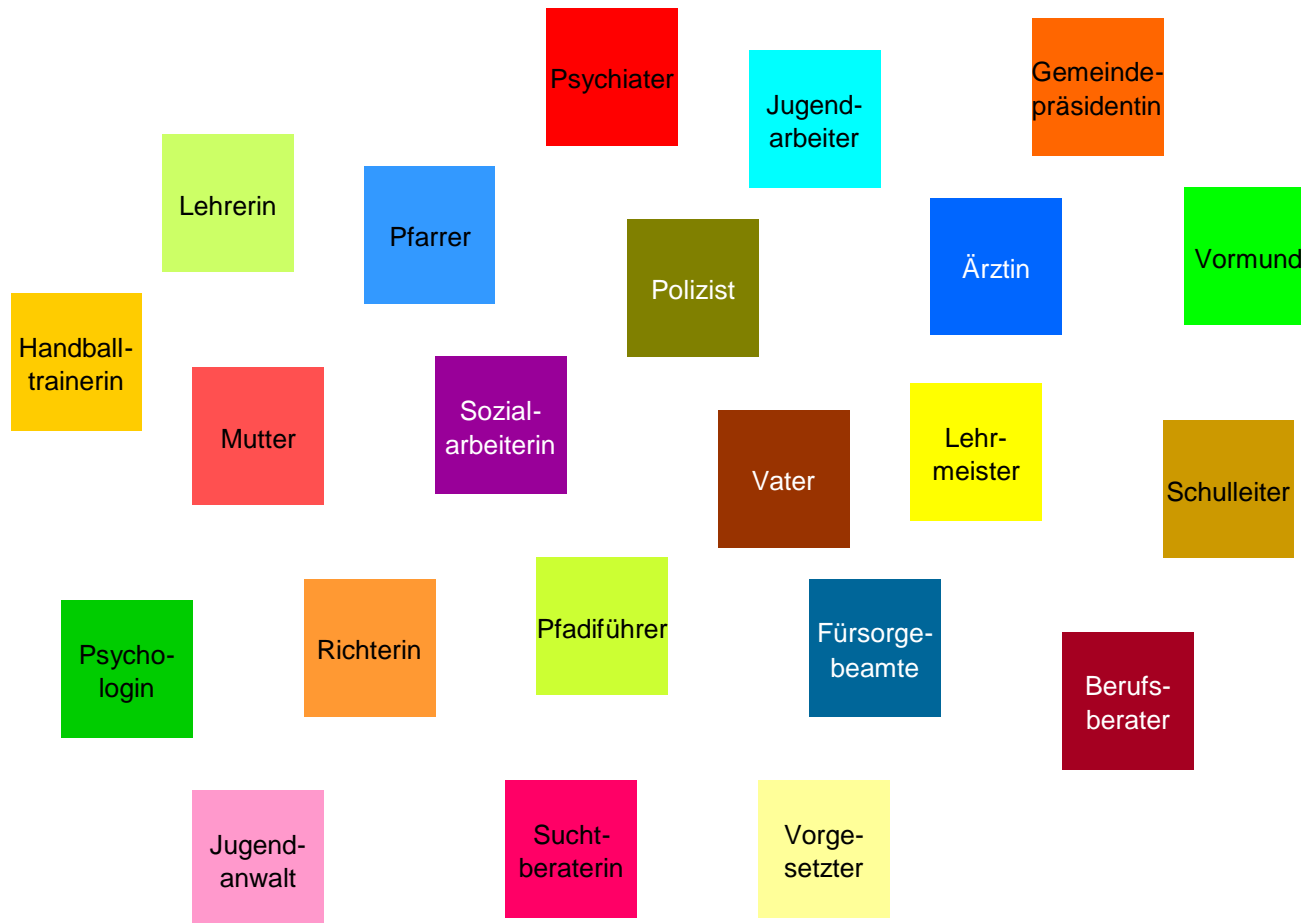 Psychiater
Jugend-
arbeiter
Gemeinde-
präsidentin
Lehrerin
Pfarrer
Polizist
Ärztin
Vormund
Handball-
trainerin
Mutter
Sozial-
arbeiterin
Vater
Lehr-
meister
Schulleiter
Psycho-
login
Richterin
Pfadiführer
Fürsorge-
beamte
Berufs-
berater
Jugend-
anwalt
Sucht-
beraterin
Vorge-
setzter